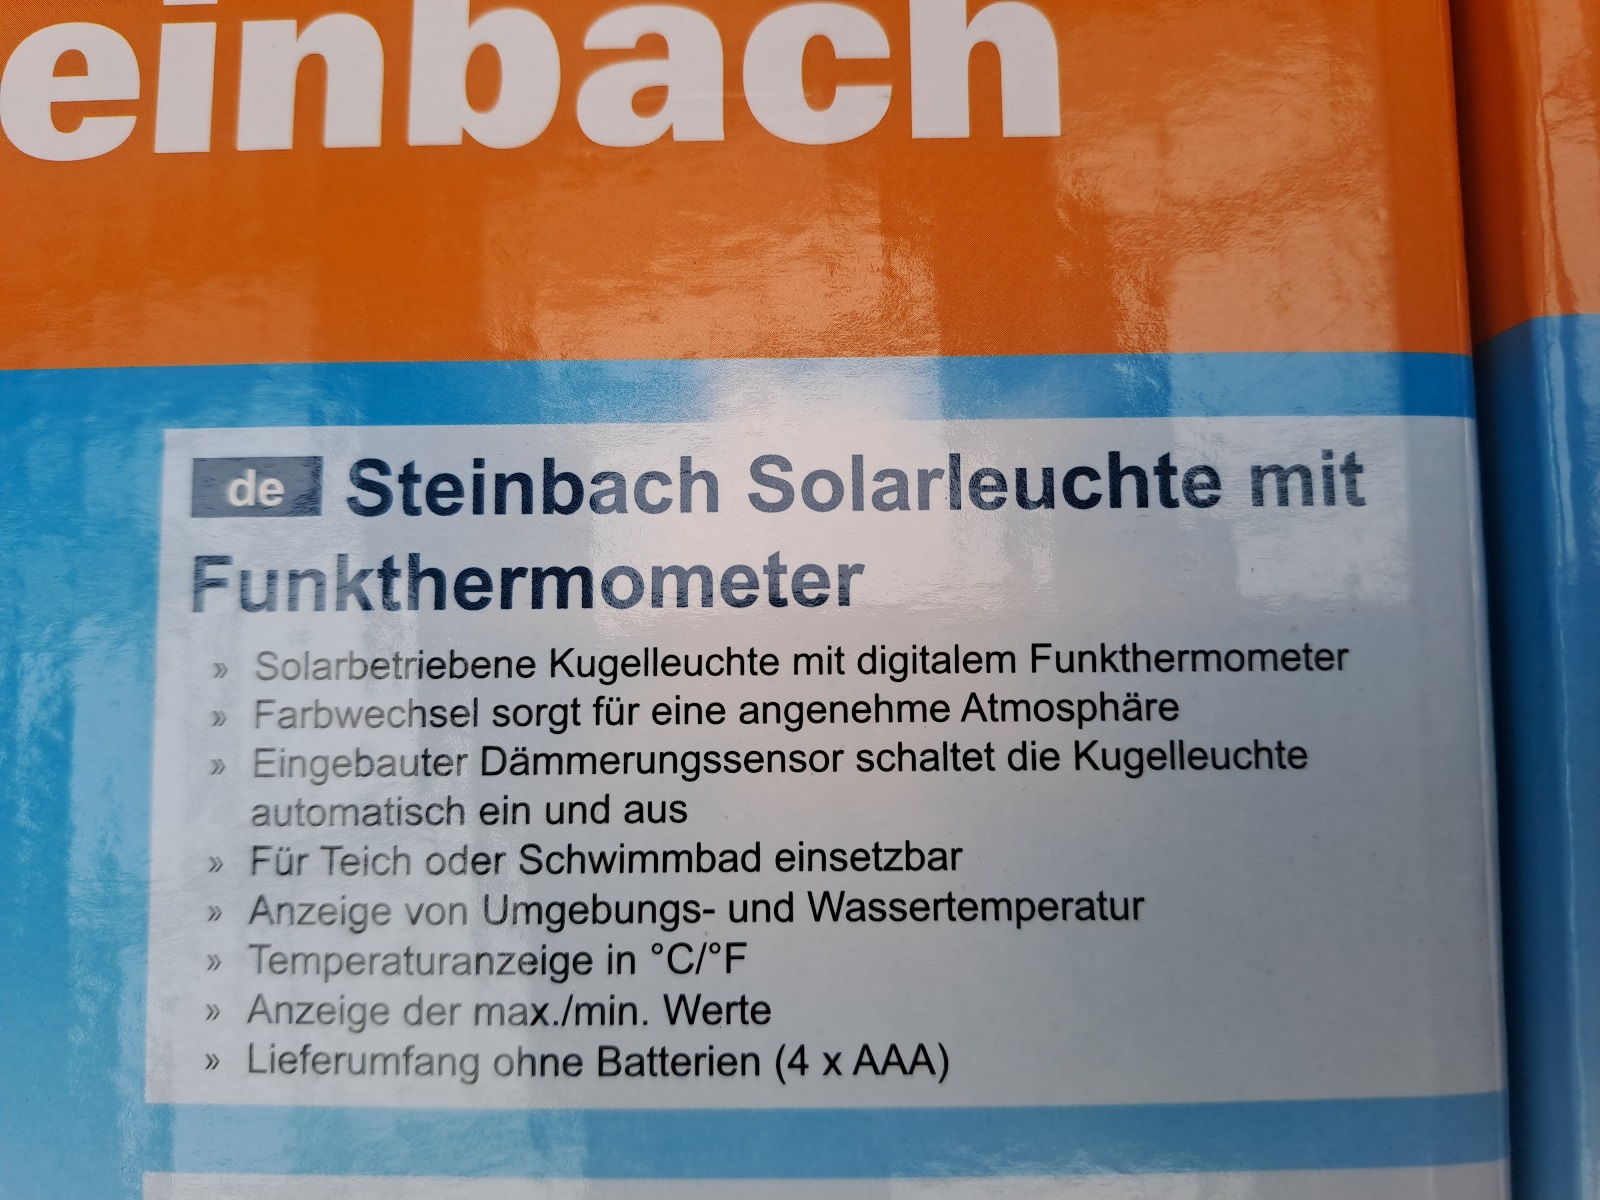 einbach
de Steinbach Solarleuchte mit
Funkthermometer
» Solarbetriebene Kugelleuchte mit digitalem Funkthermometer
» Farbwechsel sorgt für eine angenehme Atmosphäre
» Eingebauter Dämmerungssensor schaltet die Kugelleuchte
automatisch ein und aus
» Für Teich oder Schwimmbad einsetzbar
» Anzeige von Umgebungs- und Wassertemperatur
» Temperaturanzeige in °C/°F
» Anzeige der max./min. Werte
» Lieferumfang ohne Batterien (4 x AAA)